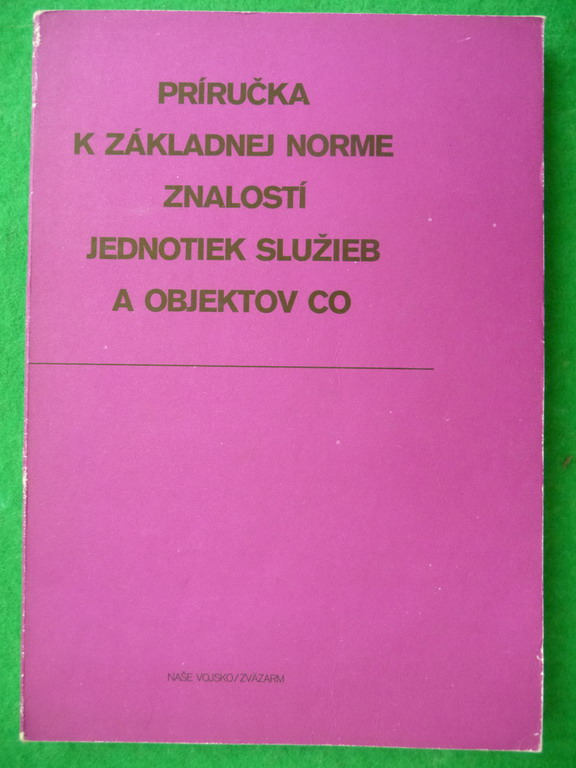 PRÍRUČKA
K ZÁKLADNEJ NORME
ZNALOSTÍ
JEDNOTIEK SLUŽIEB
A OBJEKTOV CO
NAŠE VOJSKO/ZVÄZARM